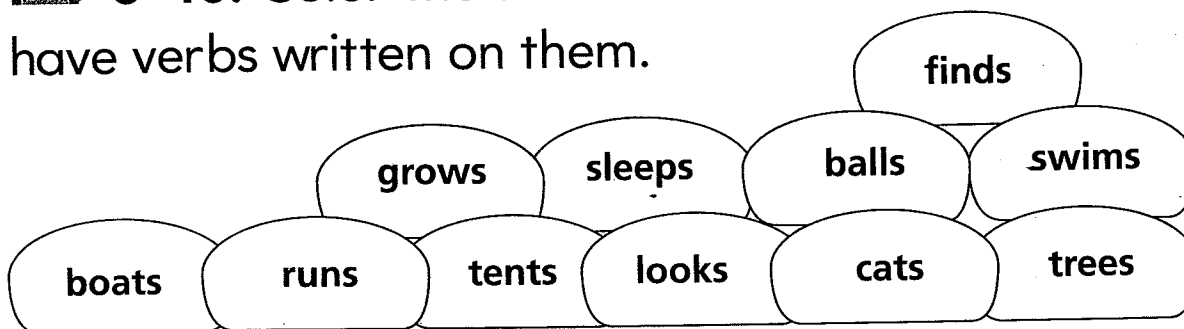 have verbs written on them.
finds
grows sleeps balls swims
boats runs tents looks cats trees